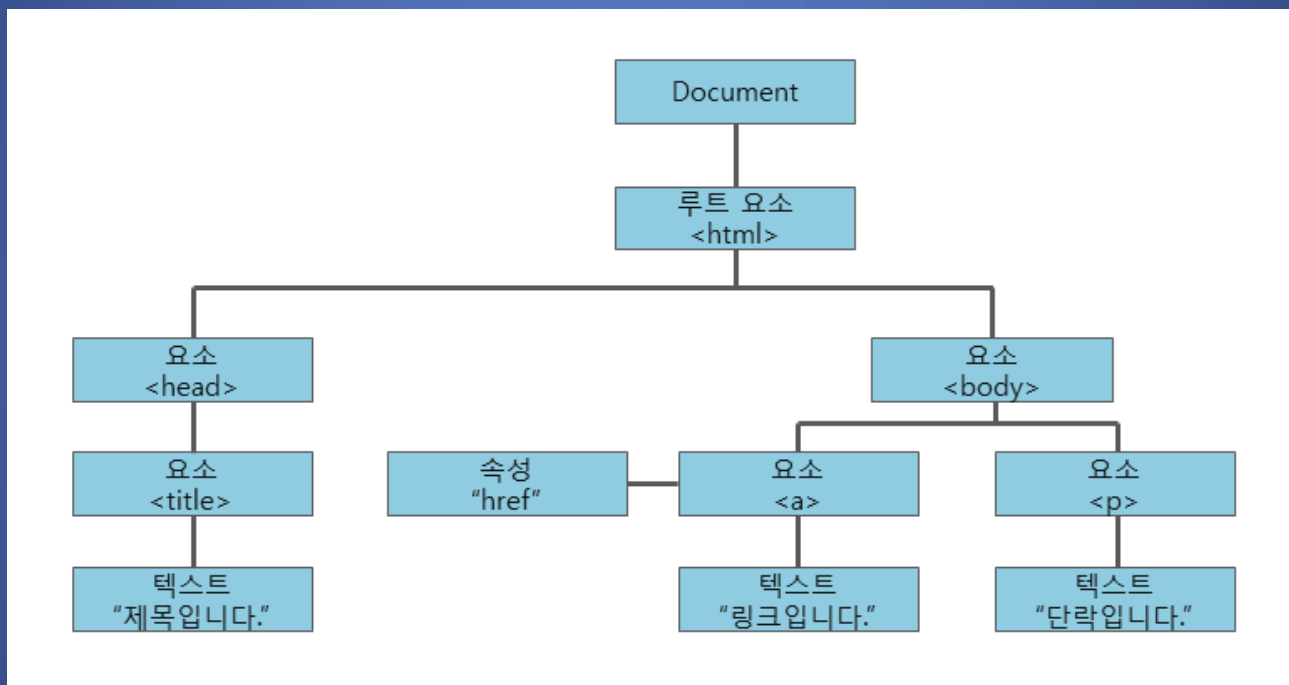 Document
루트 요소
<html>
요소
<head>
요소
<body>
요소
<title>
속성
“href”
요소
<a>
요소
<p>
텍스트
“제목입니다.”
텍스트
“링크입니다.”
텍스트
“단락입니다.”